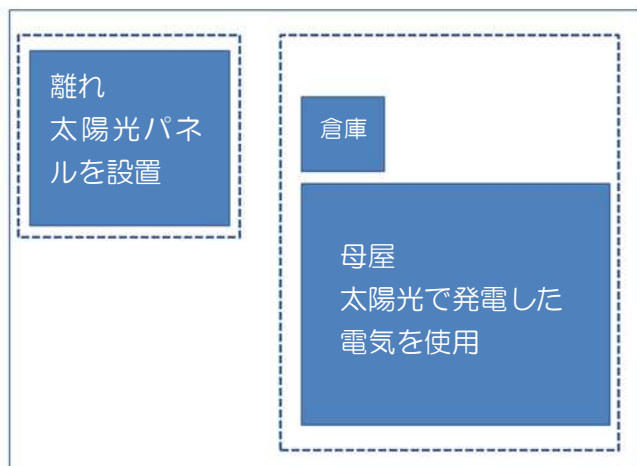 離れ
太陽光パネ
ルを設置
倉庫
母屋
太陽光で発電した
電気を使用